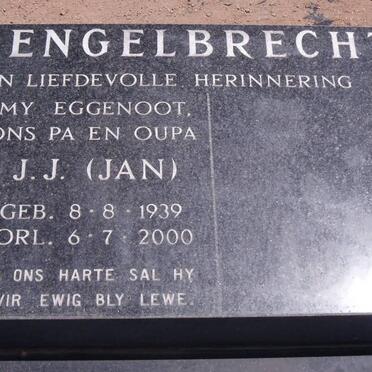 ENGELBRECHT
N LIEFDEVOLLE HERINNERING
MY EGGENOOT,
ONS PA EN OUPA
J.J. (JAN)
GEB. 8-8-1939
ORL. 6-7-2000
ONS HARTE SAL HY
VIR EWIG BLY LEWE.